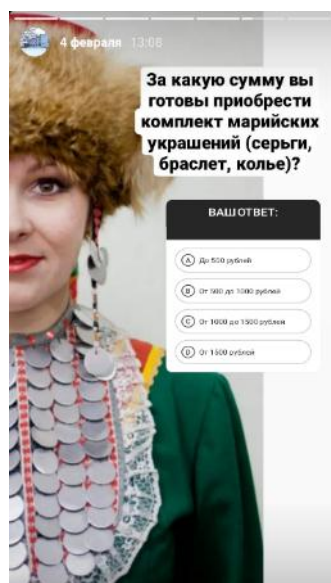 4 февраля 13:08
За какую сумму вы
готовы приобрести
комплект марийских
украшений (серьги,
браслет, колье)?
ВАШ ОТВЕТ:
A До 500 рублей
B От 500 до 1000 рублей
C От 1000 до 1500 рублей
D От 1500 рублей